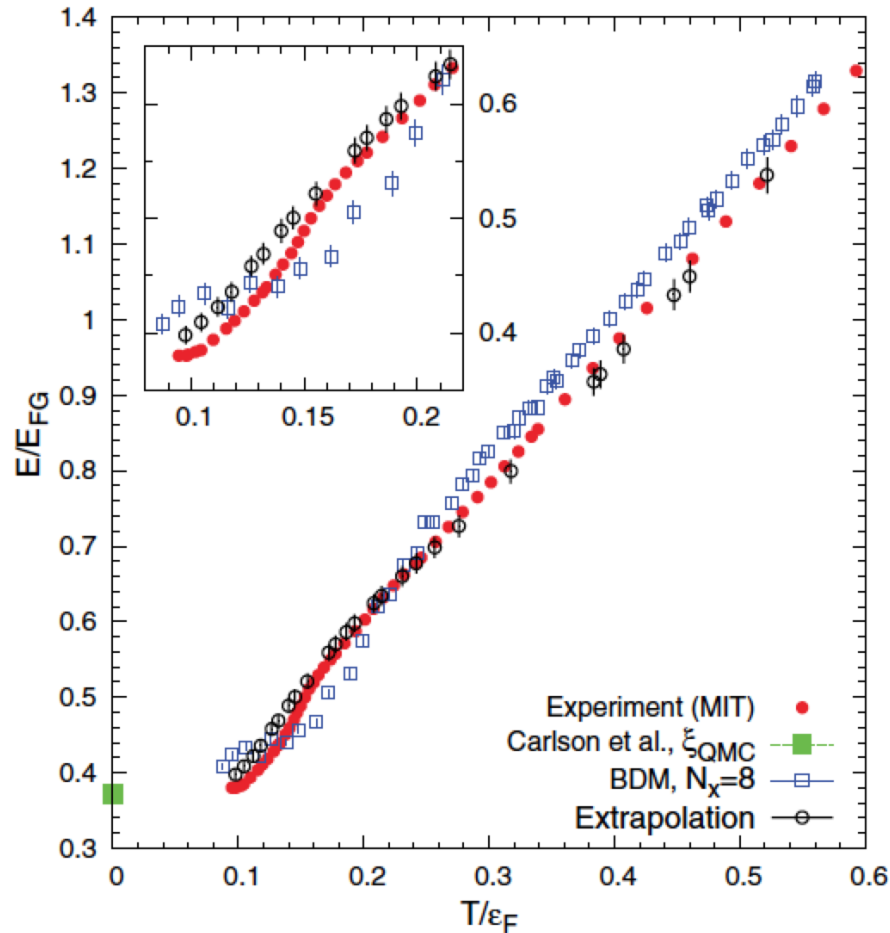 1.4
1.3
1.2
1.1
1
0.9
0.8
0.7
0.6
0.5
0.4
0.3
E/E_FG
0.6
0.5
0.4
0.1
0.15
0.2
Experiment (MIT)
Carlson et al., ξ_QMC
BDM, N_x=8
Extrapolation
0 0.1 0.2 0.3 0.4 0.5 0.6
T/ε_F